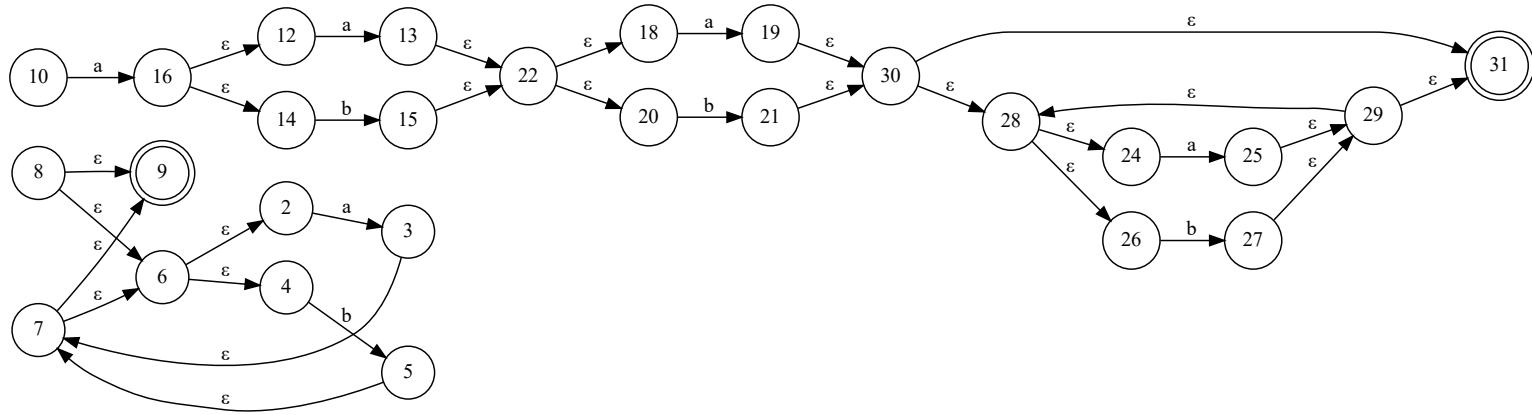 ε
12 a 13 18 a 19
ε ε ε ε
10 a 16 22 30 31
ε ε ε ε ε ε
14 b 15 20 b 21 28 ε 29
ε 24 a 25 ε
8 ε 9 ε ε
ε 2 a 3 26 b 27
ε ε
6 ε 4
7 ε b
ε 5
ε